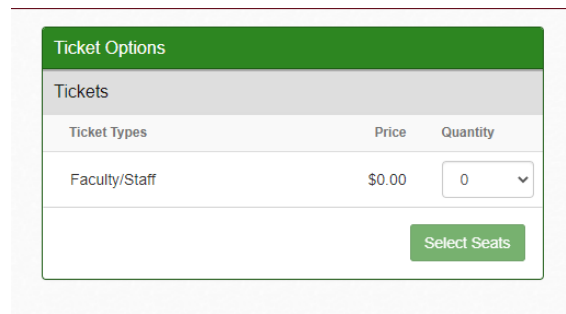 Ticket Options
Tickets
Ticket Types Price Quantity
Faculty/Staff $0.00 0
Select Seats